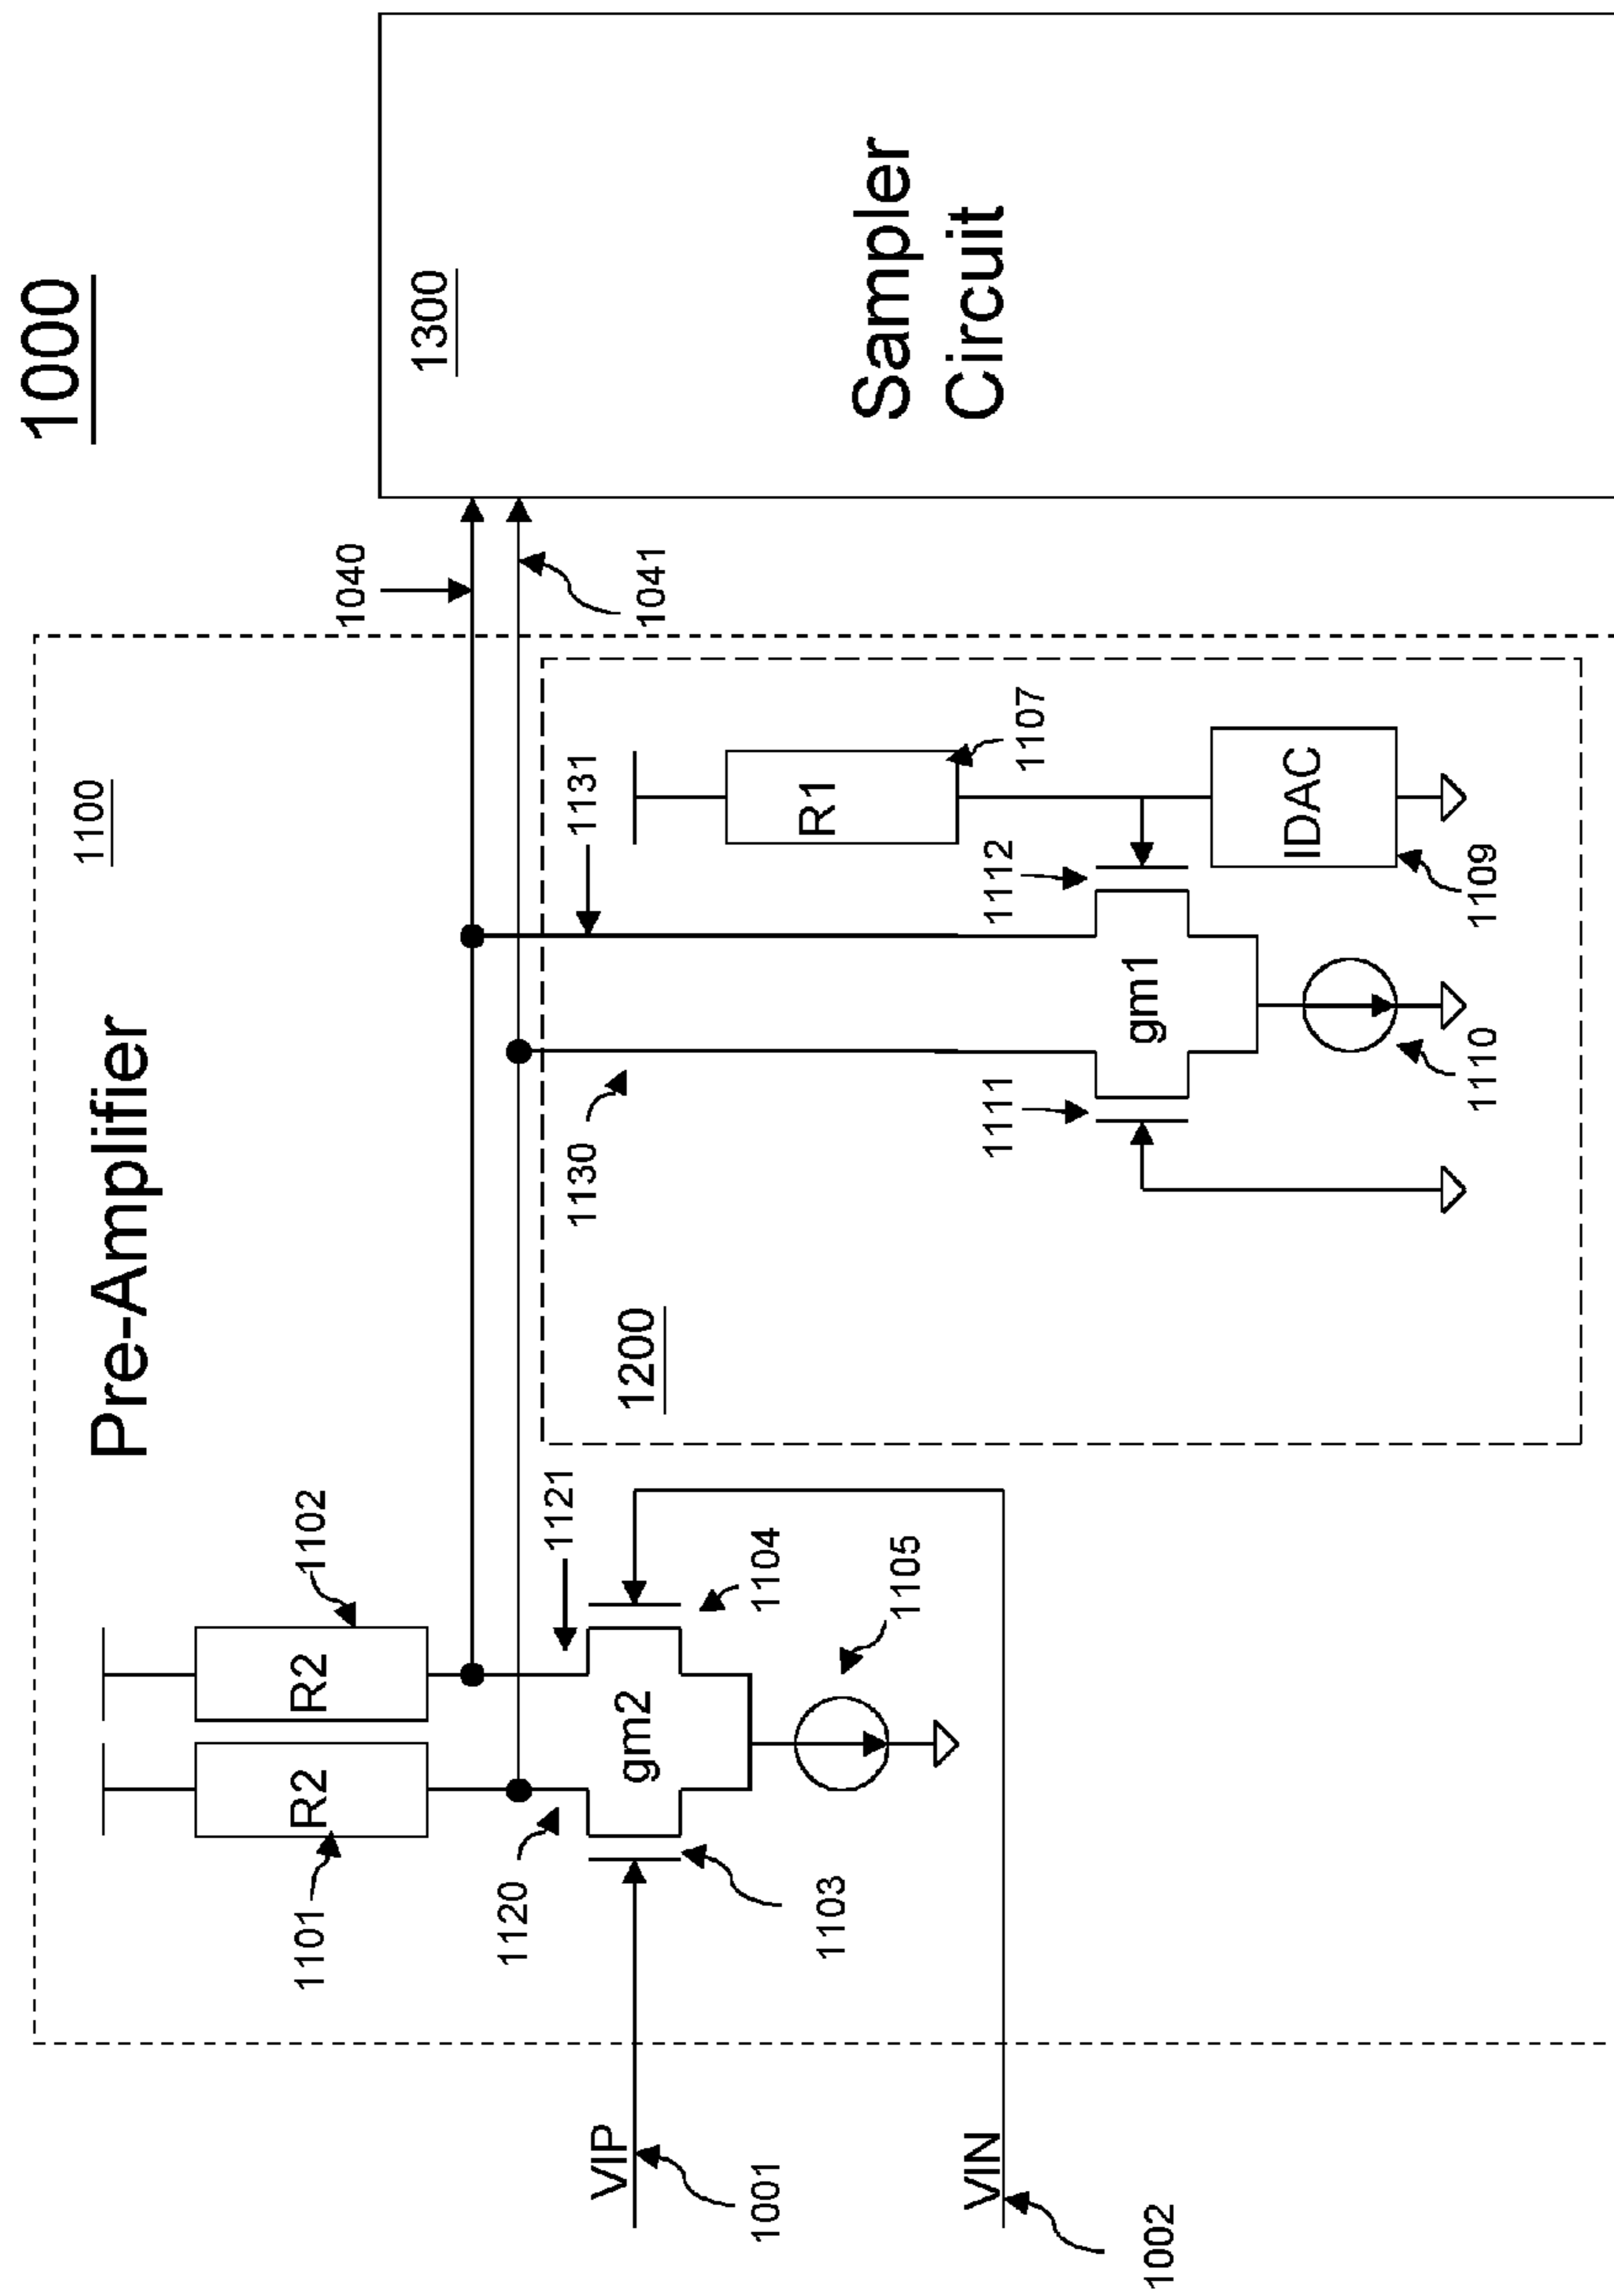 1000
Pre-Amplifier
1100
1300
Sampler
Circuit
1040
1041
1101
R2
R2
1102
1120
1121
gm2
1103
1104
1105
VIP
1001
VIN
1002
1200
1130
1131
R1
1107
1111
gm1
1112
IDAC
1110
1109